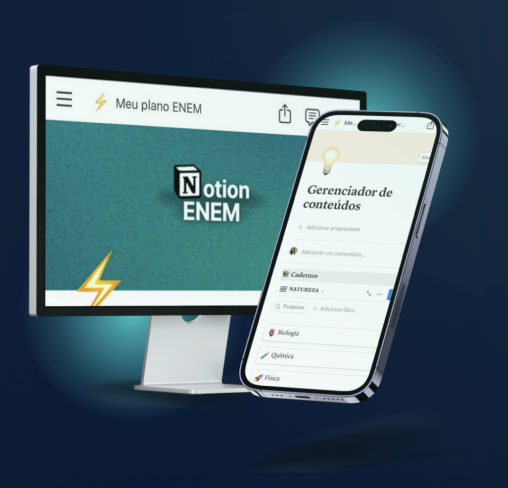 Meu plano ENEM
Notion
ENEM
Me...
Gerenciador de
conteúdos
+ Adicionar propriedade
Adicionar um comentário...
Cadernos
NATUREZA
Pesquisar + Adicionar filtro
Biologia
Química
Física